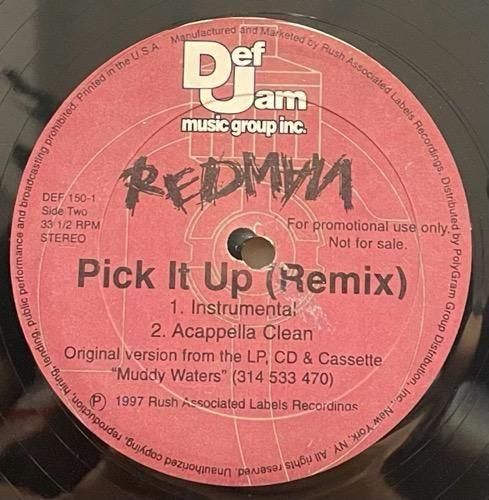 Manufactured and Marketed by Rush Associated Labels Recordings. Distributed by PolyGram Group Distribution, Inc., New York, NY. All rights reserved. Unauthorized copying, reproduction, hiring, lending, public performance and broadcasting prohibited. Printed in the U.S.A.
Def
Jam
music group inc.
REDMAN
DEF 150-1
Side Two
33 1/2 RPM
STEREO
For promotional use only.
Not for sale.
Pick It Up (Remix)
1. Instrumental
2. Acappella Clean
Original version from the LP, CD & Cassette
"Muddy Waters" (314 533 470)
℗ 1997 Rush Associated Labels Recordings